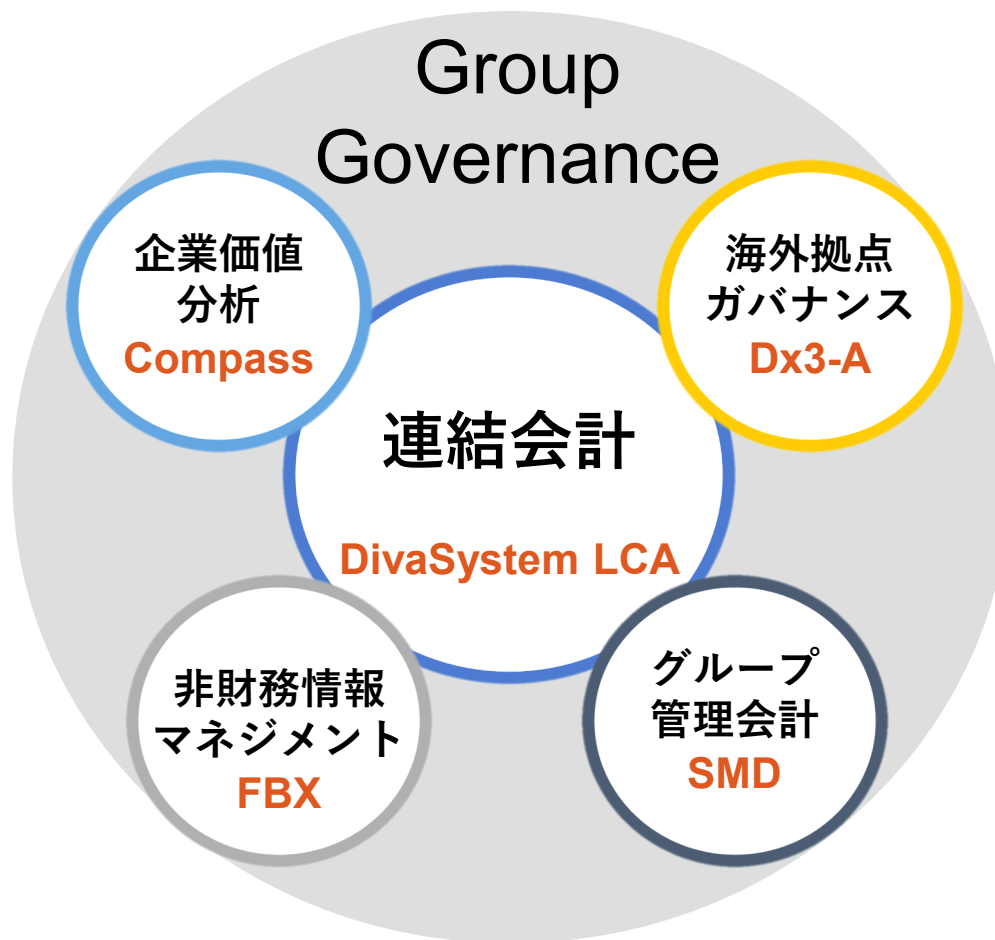 Group
Governance
企業価値
分析
Compass
海外拠点
ガバナンス
Dx3-A
連結会計
DivaSystem LCA
非財務情報
マネジメント
FBX
グループ
管理会計
SMD